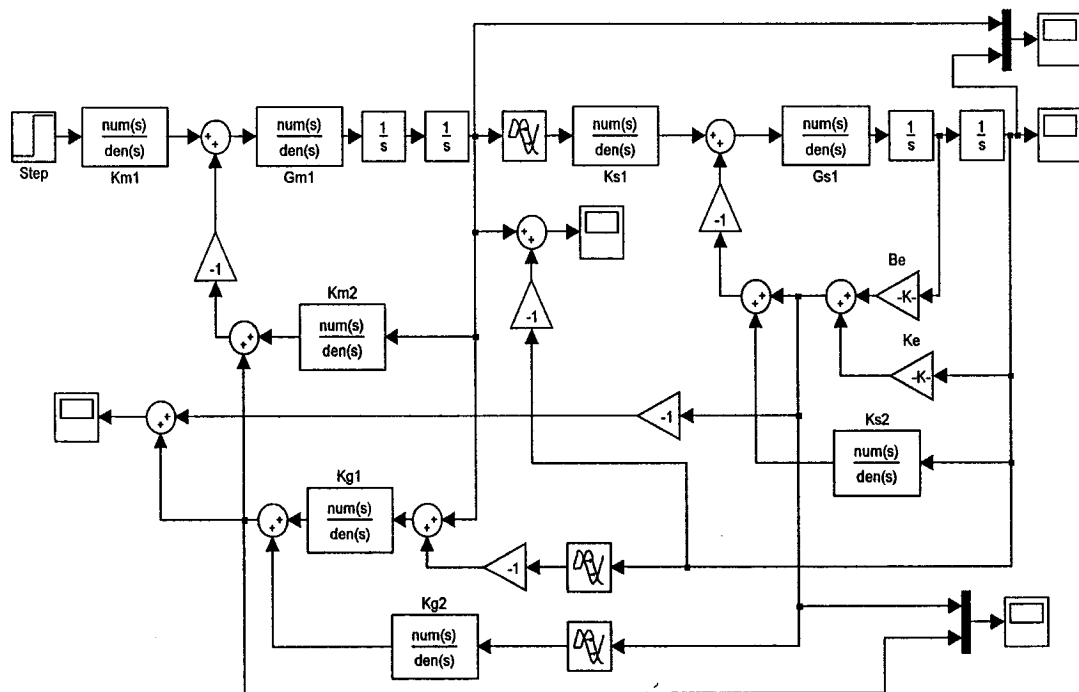 num(s)
den(s)
Km1
Step
+
+
num(s)
den(s)
Gm1
1
s
1
s
num(s)
den(s)
Ks1
+
+
num(s)
den(s)
Gs1
1
s
1
s
-1
+
+
-1
-1
Be
-K-
+
+
+
+
Ke
-K-
Km2
num(s)
den(s)
+
+
+
+
-1
Ks2
num(s)
den(s)
Kg1
num(s)
den(s)
+
+
+
+
-1
Kg2
num(s)
den(s)